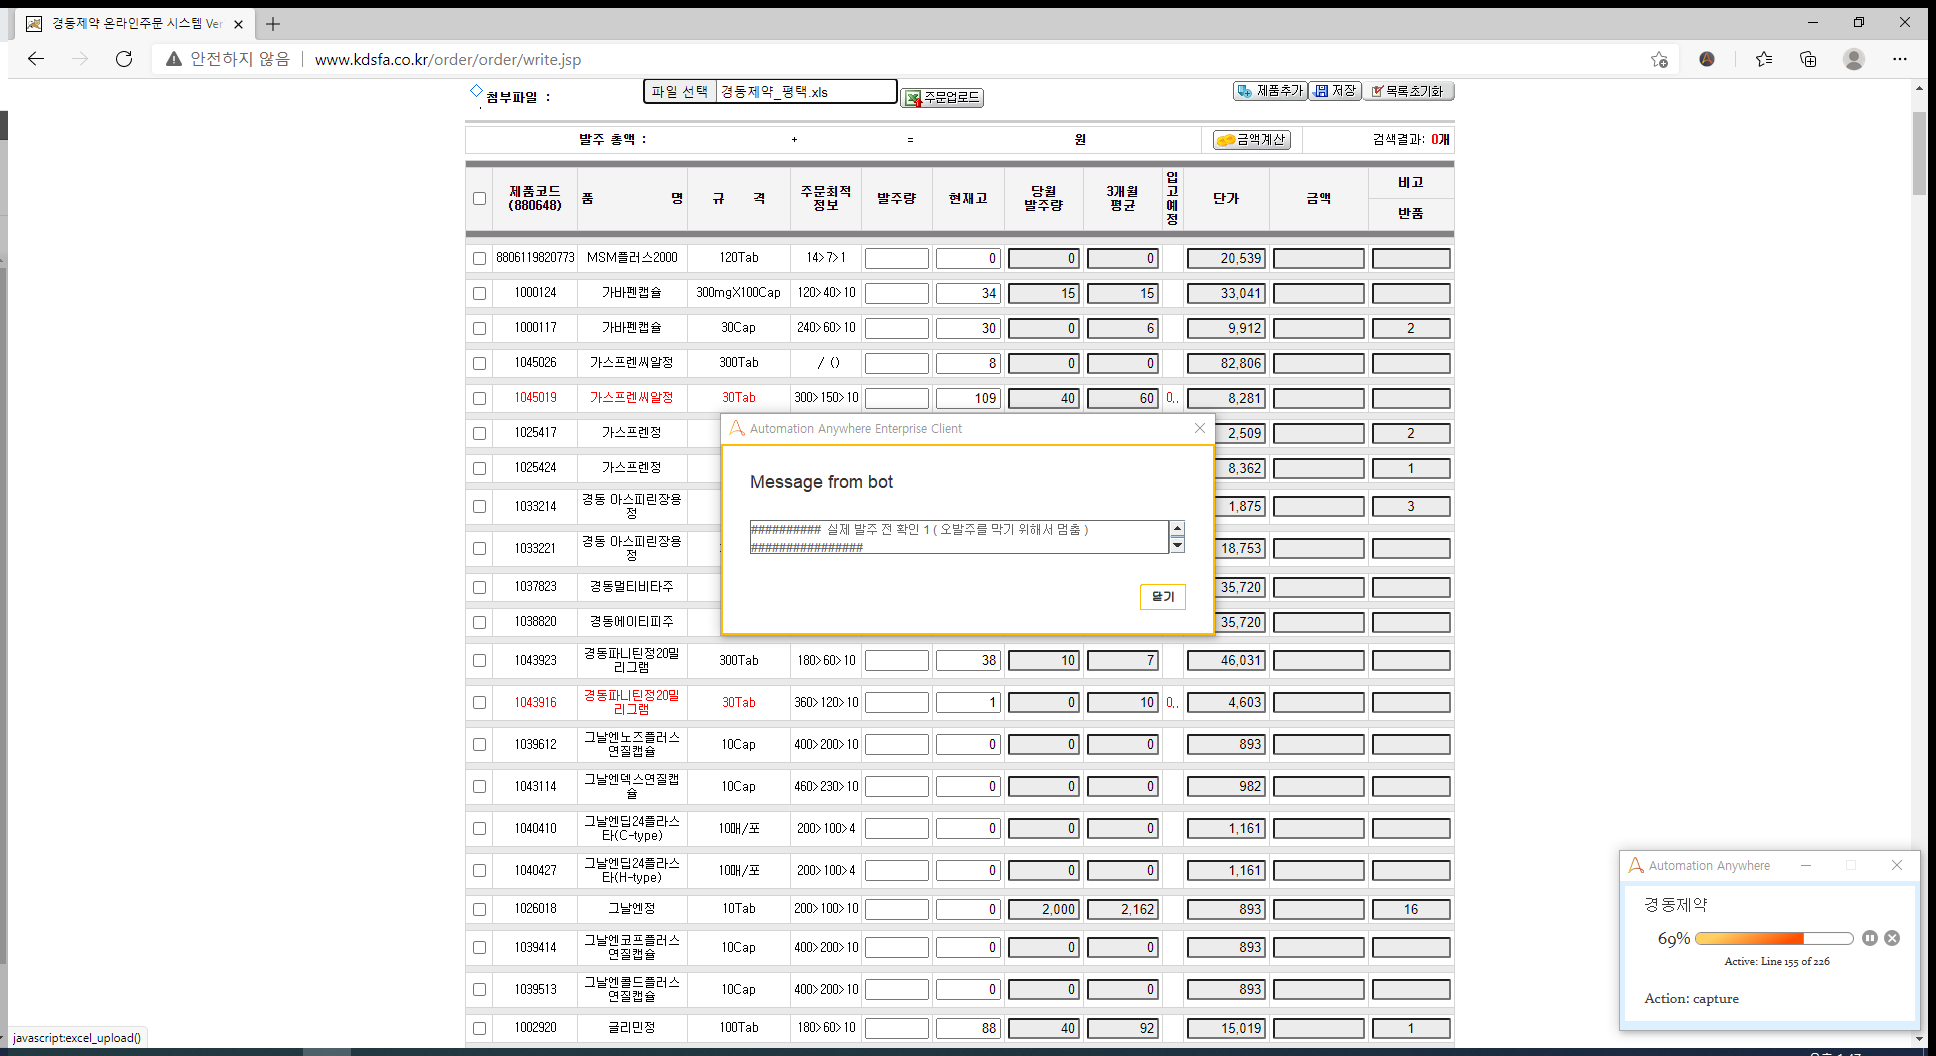 경동제약 온라인주문 시스템 Ver
안전하지 않음 www.kdsfa.co.kr/order/order/write.jsp
첨부파일 : 파일 선택 경동제약_평택.xls 주문업로드 제품추가 저장 목록초기화
발주 총액 : + = 원 금액계산 검색결과: 0개
제품코드 (880648) 품 명 규 격 주문최적 정보 발주량 현재고 당월 발주량 3개월 평균 입고예정 단가 금액 비고 반품
8806119820773 MSM플러스2000 120Tab 14>7>1 0 0 0 20,539
1000124 가바펜캡슐 300mgX100Cap 120>40>10 34 15 15 33,041
1000117 가바펜캡슐 30Cap 240>60>10 30 0 6 9,912 2
1045026 가스프렌씨알정 300Tab / () 8 0 0 82,806
1045019 가스프렌씨알정 30Tab 300>150>10 109 40 60 0,, 8,281
1025417 가스프렌정 2,509 2
1025424 가스프렌정 8,362 1
1033214 경동 아스피린장용정 1,875 3
1033221 경동 아스피린장용정 18,753
1037823 경동멀티비타주 35,720
1038820 경동에이티피주 35,720
Automation Anywhere Enterprise Client
Message from bot
########## 실제 발주 전 확인 1 ( 오발주를 막기 위해서 멈춤 )
################
닫기
1043923 경동파니틴정20밀리그램 300Tab 180>60>10 38 10 7 46,031
1043916 경동파니틴정20밀리그램 30Tab 360>120>10 1 0 10 0,, 4,603
1039612 그날엔노즈플러스연질캡슐 10Cap 400>200>10 0 0 0 893
1043114 그날엔덱스연질캡슐 10Cap 460>230>10 0 0 0 982
1040410 그날엔딥24플라스타(C-type) 10매/포 200>100>4 0 0 0 1,161
1040427 그날엔딥24플라스타(H-type) 10매/포 200>100>4 0 0 0 1,161
1026018 그날엔정 10Tab 200>100>10 0 2,000 2,162 893 16
1039414 그날엔코프플러스연질캡슐 10Cap 400>200>10 0 0 0 893
1039513 그날엔콜드플러스연질캡슐 10Cap 400>200>10 0 0 0 893
1002920 글리민정 100Tab 180>60>10 88 40 92 15,019 1
Automation Anywhere
경동제약
69%
Active: Line 155 of 226
Action: capture
javascript:excel_upload()